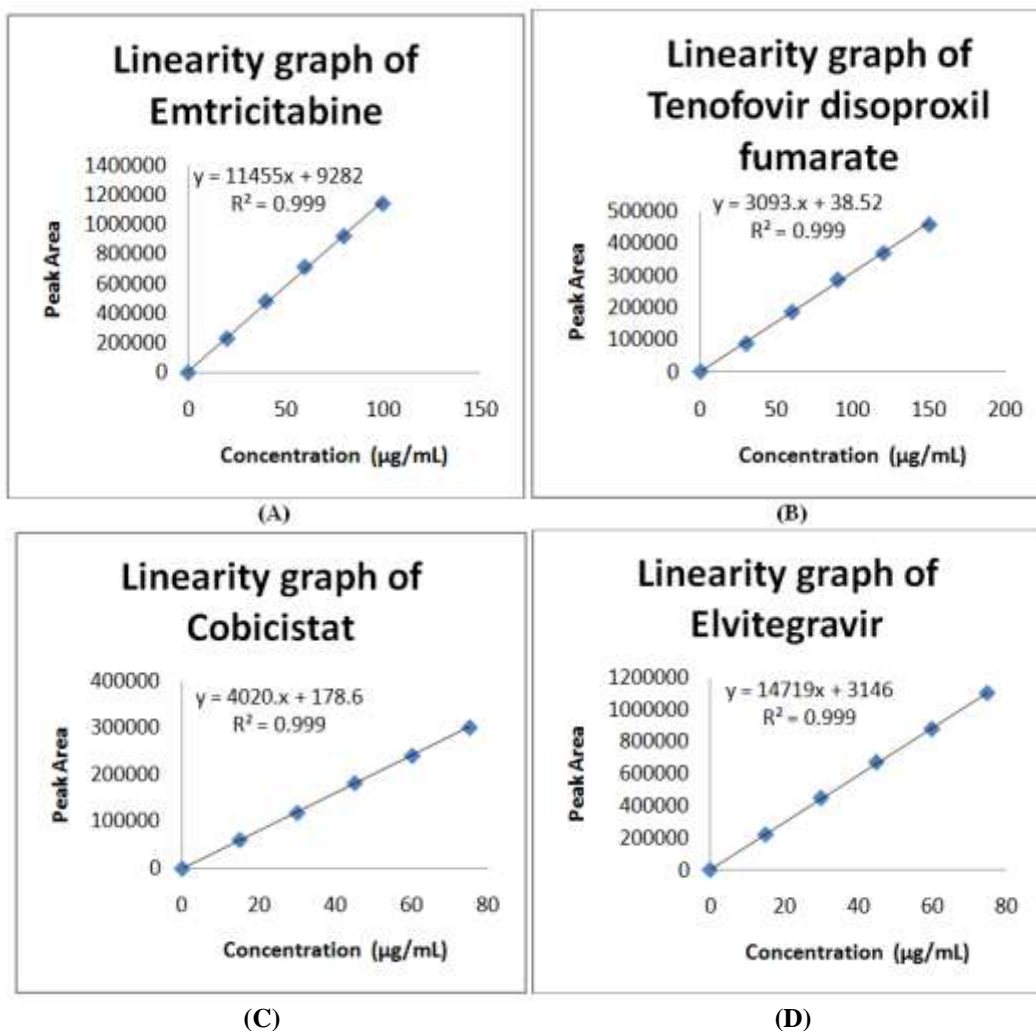 Linearity graph of
Emtricitabine
y = 11455x + 9282
R² = 0.999
Peak Area
1400000
1200000
1000000
800000
600000
400000
200000
0
0 50 100 150
Concentration (µg/mL)
(A)
Linearity graph of
Tenofovir disoproxil
fumarate
y = 3093.x + 38.52
R² = 0.999
Peak Area
500000
400000
300000
200000
100000
0
0 50 100 150 200
Concentration (µg/mL)
(B)
Linearity graph of
Cobicistat
y = 4020.x + 178.6
R² = 0.999
Peak Area
400000
300000
200000
100000
0
0 20 40 60 80
Concentration (µg/mL)
(C)
Linearity graph of
Elvitegravir
y = 14719x + 3146
R² = 0.999
Peak Area
1200000
1000000
800000
600000
400000
200000
0
0 20 40 60 80
Concentration (µg/mL)
(D)